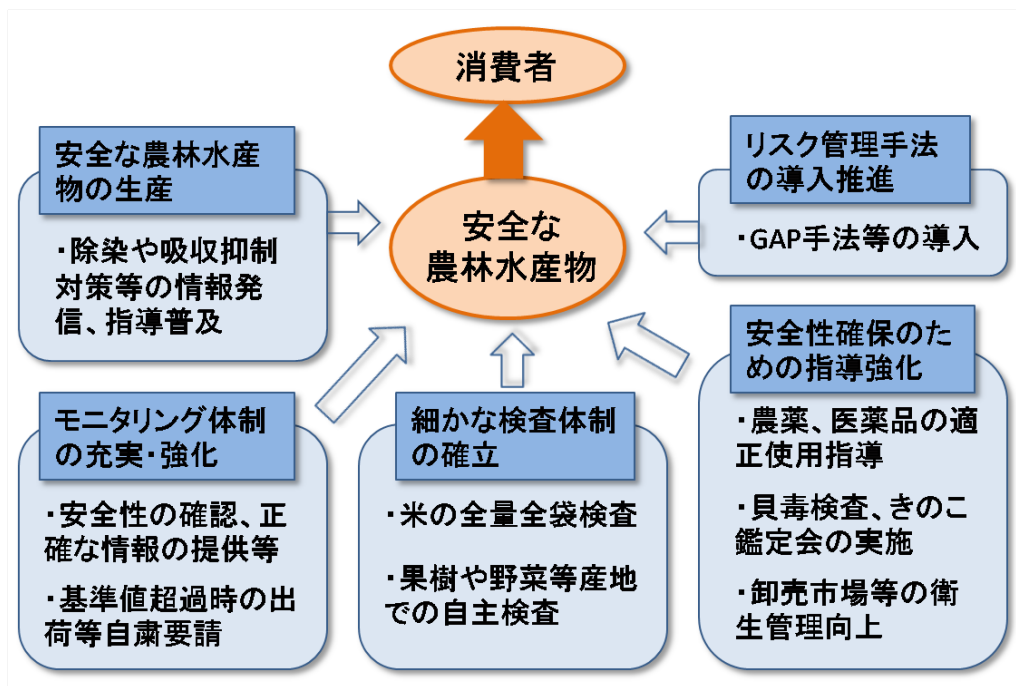 消費者
安全な
農林水産物
安全な農林水産
物の生産
・除染や吸収抑制
対策等の情報発
信、指導普及
リスク管理手法
の導入推進
・GAP手法等の導入
モニタリング体制
の充実・強化
・安全性の確認、正
確な情報の提供等
・基準値超過時の出
荷等自粛要請
細かな検査体制
の確立
・米の全量全袋検査
・果樹や野菜等産地
での自主検査
安全性確保のた
めの指導強化
・農薬、医薬品の適
正使用指導
・貝毒検査、きのこ
鑑定会の実施
・卸売市場等の衛
生管理向上